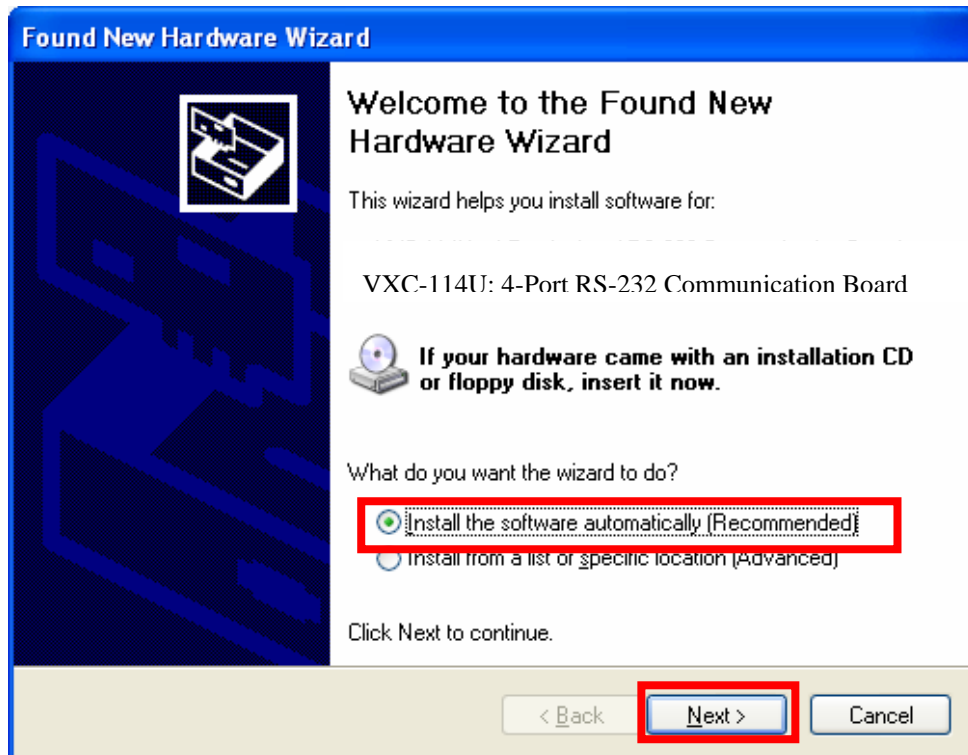 Found New Hardware Wizard
Welcome to the Found New
Hardware Wizard
This wizard helps you install software for:
VXC-114U: 4-Port RS-232 Communication Board
If your hardware came with an installation CD
or floppy disk, insert it now.
What do you want the wizard to do?
Install the software automatically (Recommended)
Install from a list or specific location (Advanced)
Click Next to continue.
< Back Next > Cancel